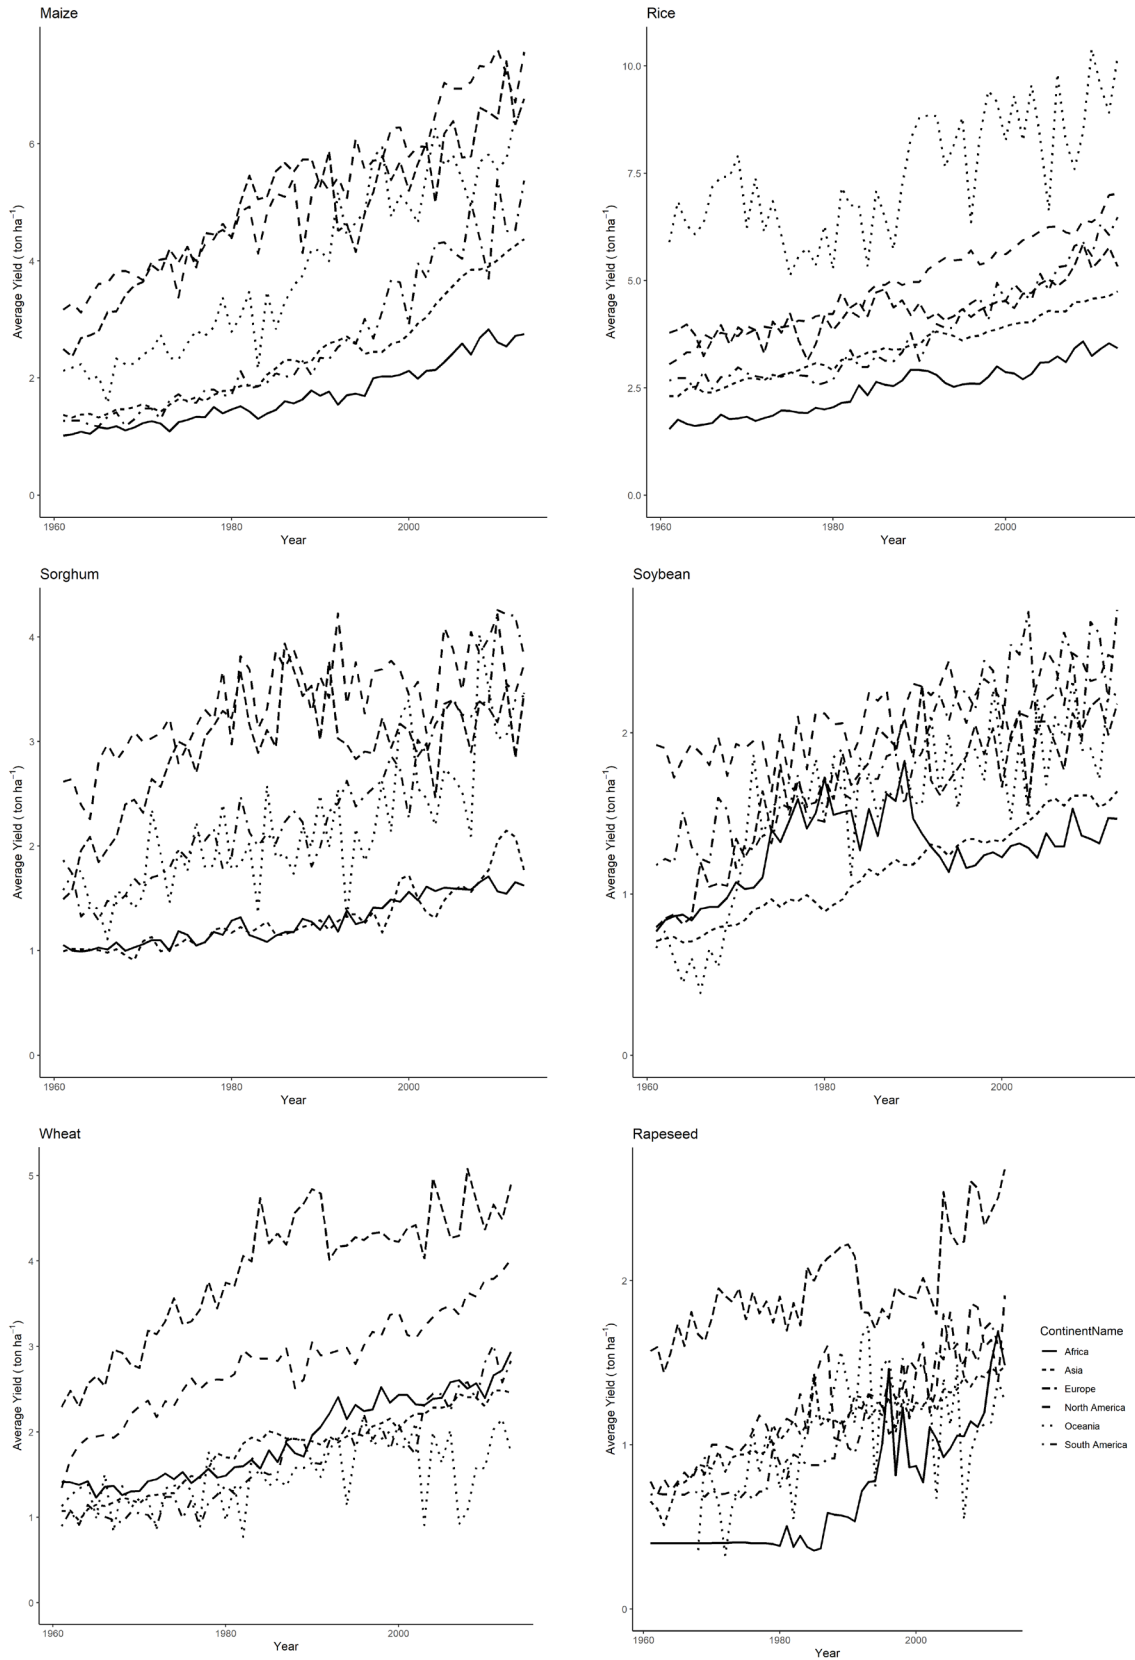 Maize
Average Yield ( ton ha⁻¹)
6
4
2
0
1960
1980
2000
Year
Rice
Average Yield ( ton ha⁻¹)
10.0
7.5
5.0
2.5
0.0
1960
1980
2000
Year
Sorghum
Average Yield ( ton ha⁻¹)
4
3
2
1
0
1960
1980
2000
Year
Soybean
Average Yield ( ton ha⁻¹)
2
1
0
1960
1980
2000
Year
Wheat
Average Yield ( ton ha⁻¹)
5
4
3
2
1
0
1960
1980
2000
Year
Rapeseed
Average Yield ( ton ha⁻¹)
2
1
0
1960
1980
2000
Year
ContinentName
Africa
Asia
Europe
North America
Oceania
South America